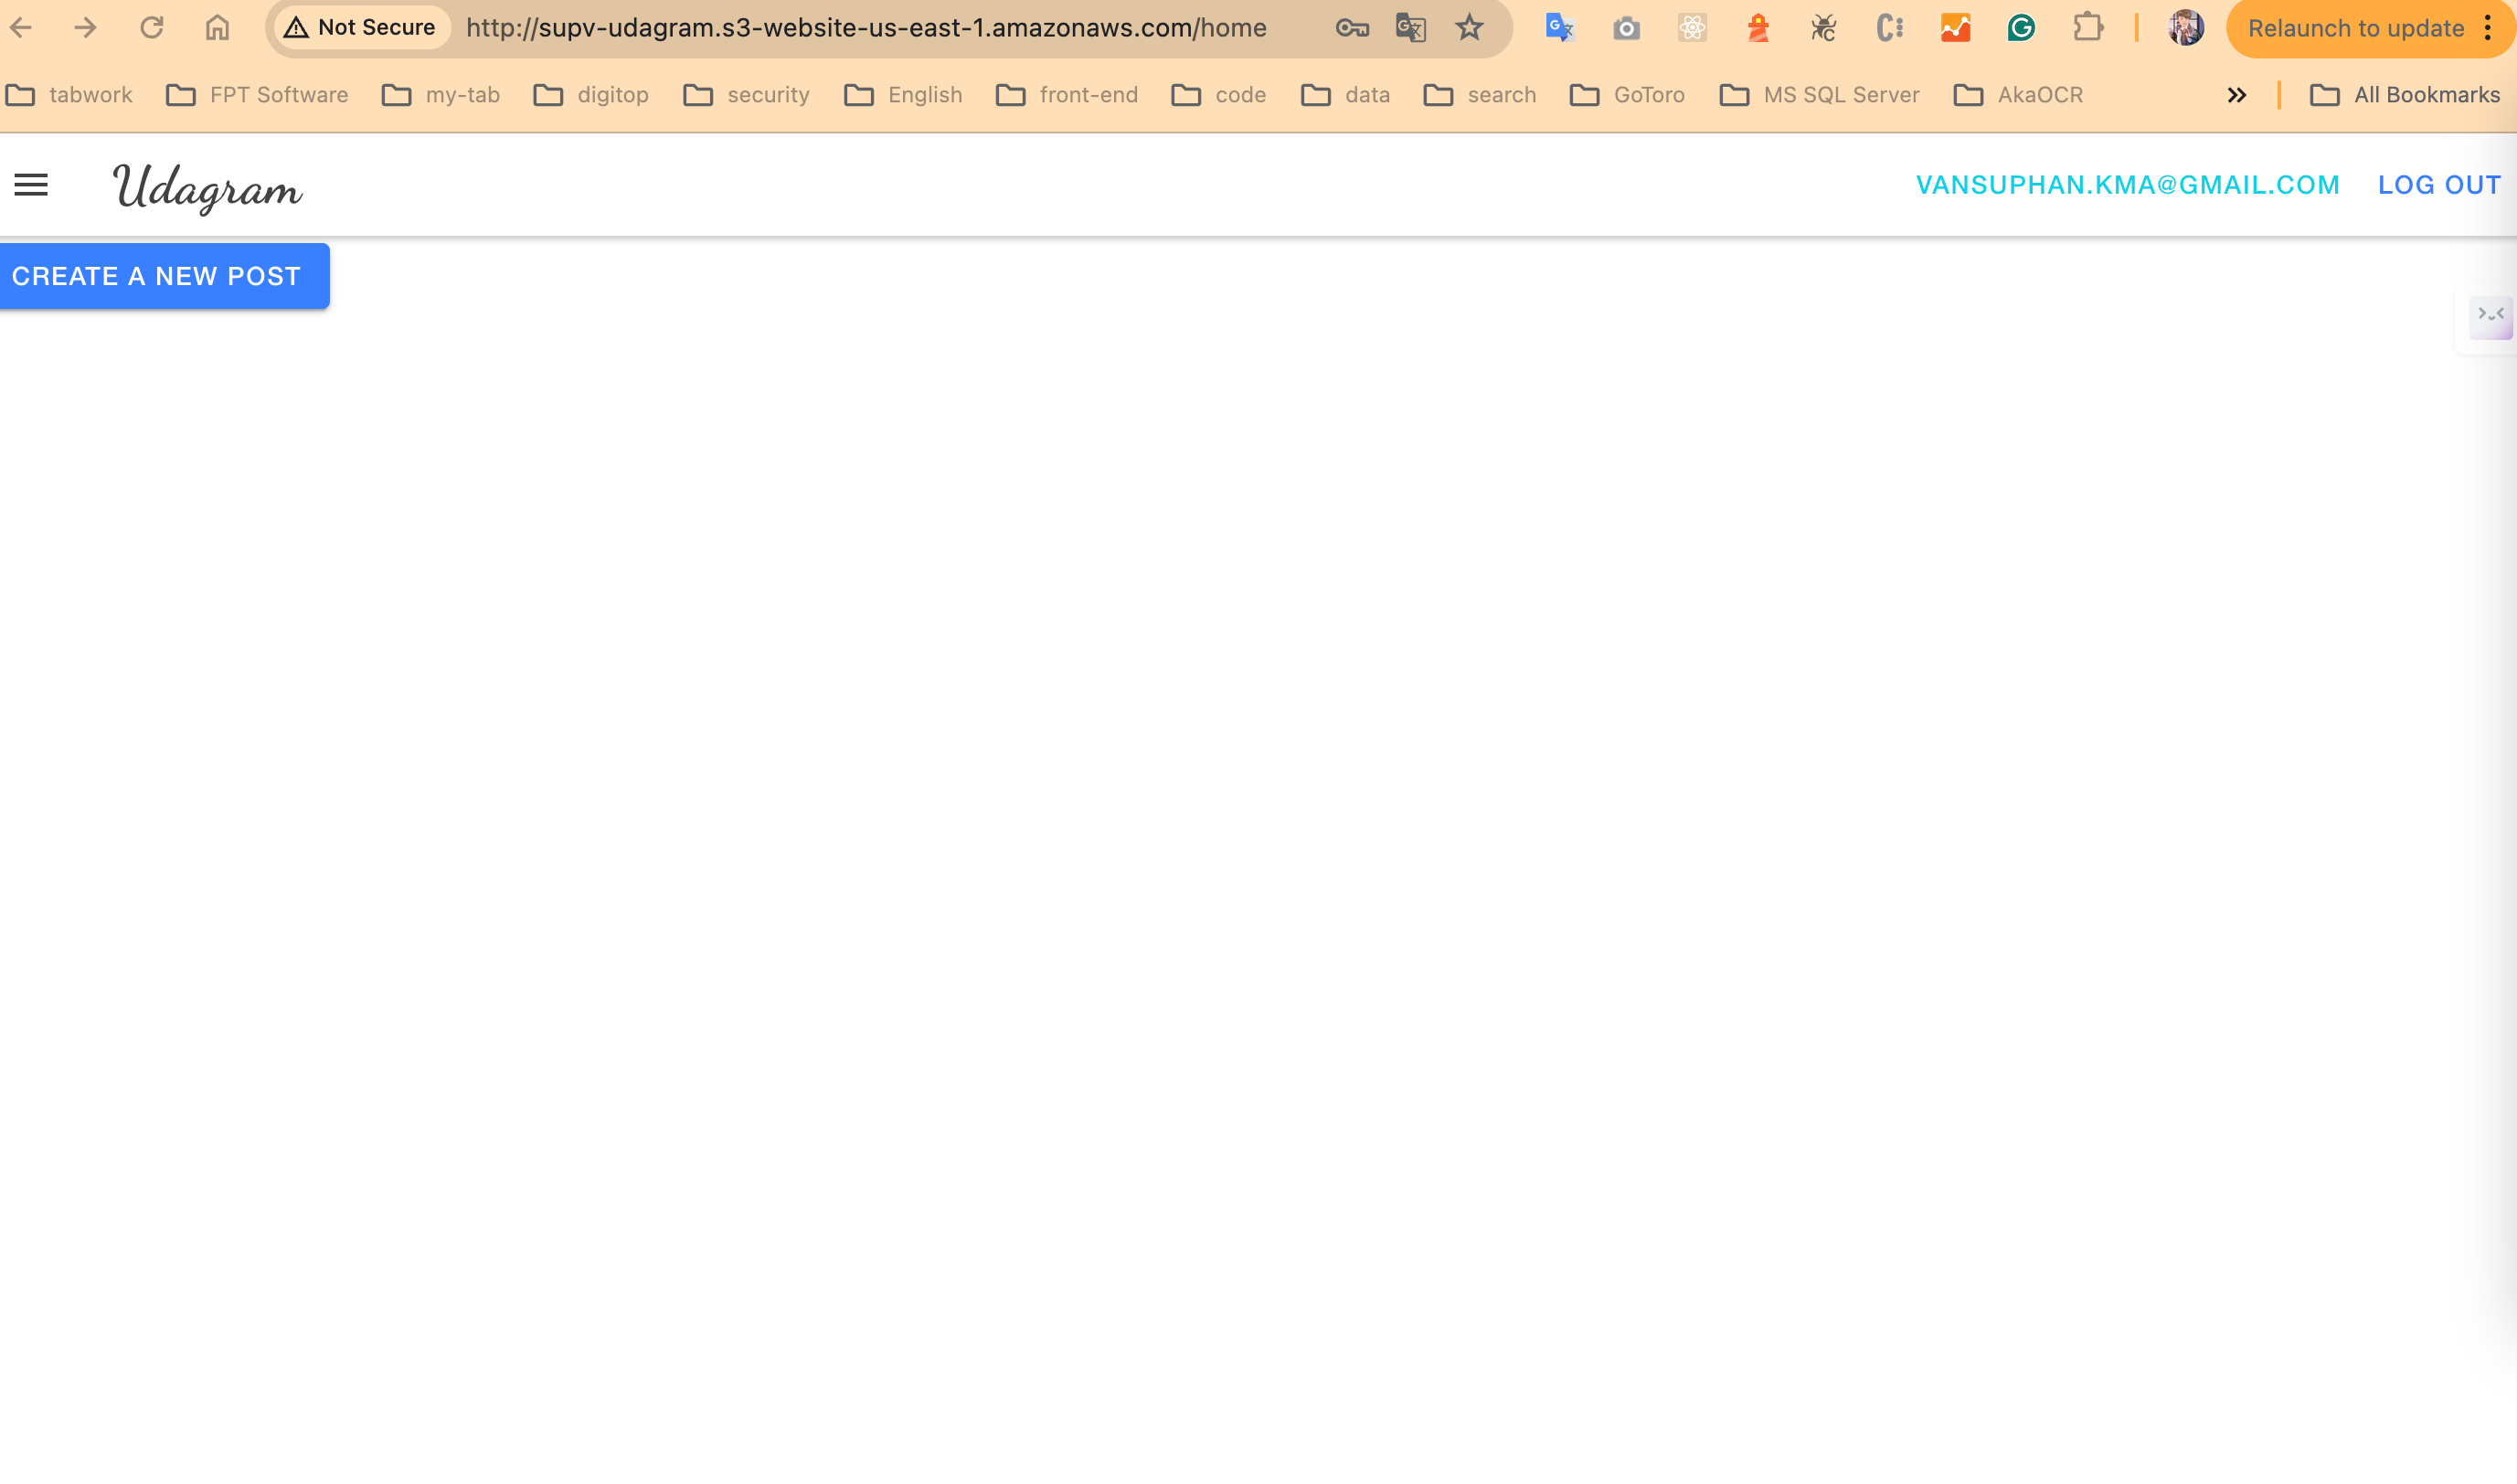 Not Secure http://supv-udagram.s3-website-us-east-1.amazonaws.com/home Relaunch to update
tabwork FPT Software my-tab digitop security English front-end code data search GoToro MS SQL Server AkaOCR All Bookmarks
Udagram VANSUPHAN.KMA@GMAIL.COM LOG OUT
CREATE A NEW POST